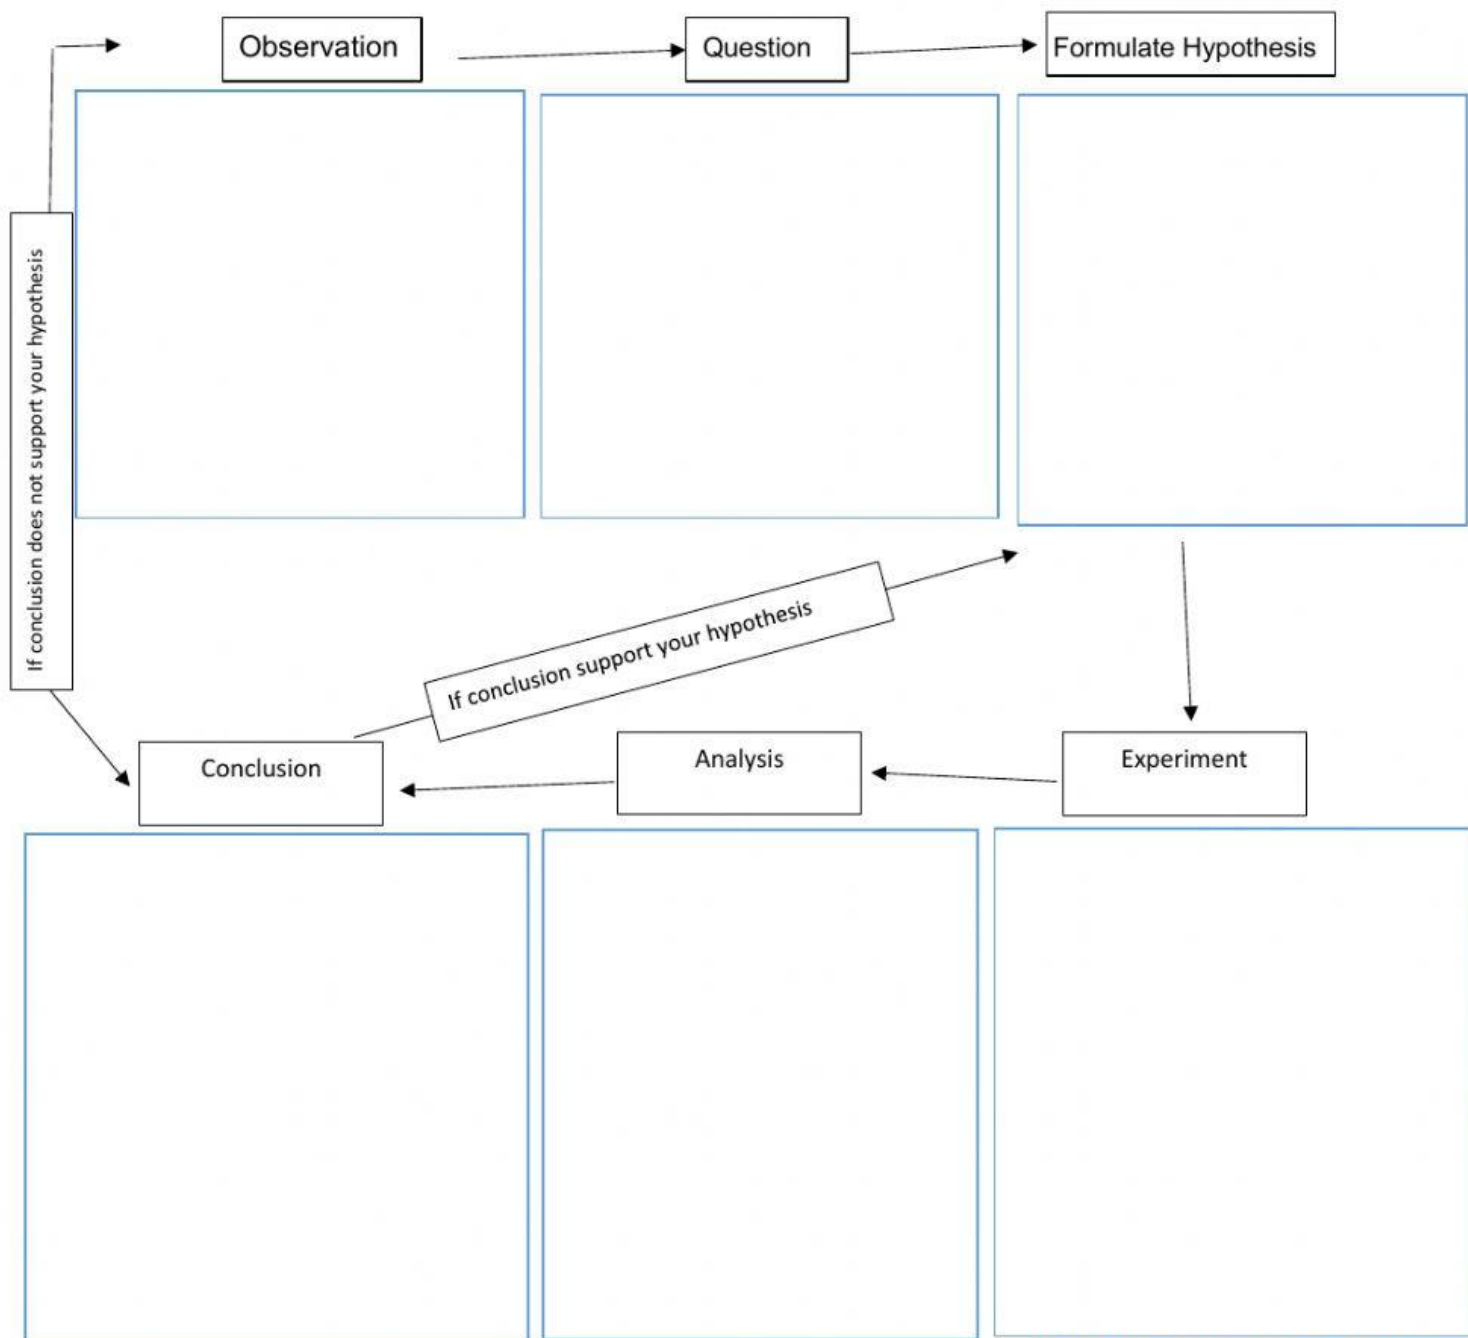 Observation
Question
Formulate Hypothesis
If conclusion does not support your hypothesis
If conclusion support your hypothesis
Conclusion
Analysis
Experiment